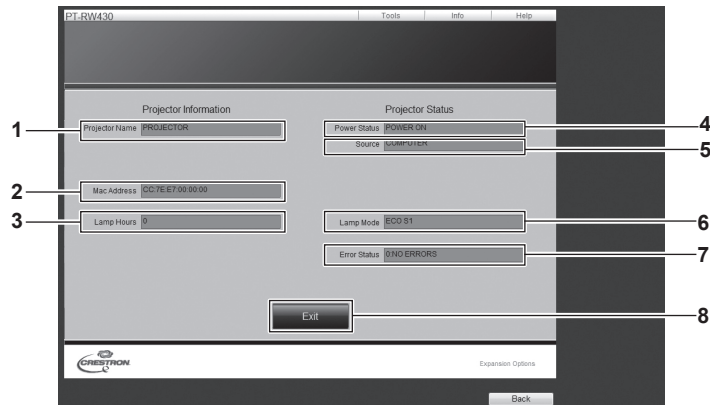 PT-RW430 Tools Info Help
Projector Information Projector Status
1 Projector Name PROJECTOR Power Status POWER ON 4
Source COMPUTER 5
2 Mac Address CC:7E:E7:00:00:00
3 Lamp Hours 0 Lamp Mode ECO S1 6
Error Status 0:NO ERRORS 7
Exit 8
CRESTRON Expansion Options
Back